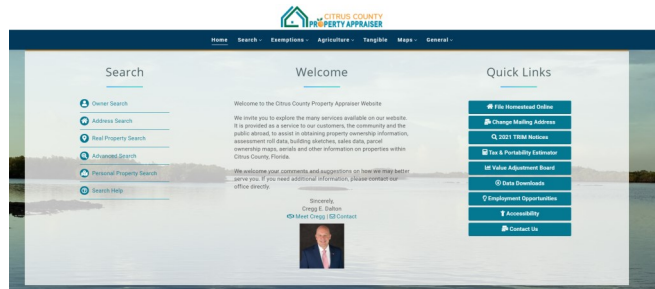 CITRUS COUNTY
PROPERTY APPRAISER
Home Search Exemptions Agriculture Tangible Maps General
Search
Owner Search
Address Search
Real Property Search
Advanced Search
Personal Property Search
Search Help
Welcome
Welcome to the Citrus County Property Appraiser Website
We invite you to explore the many services available on our website.
It is provided as a service to our customers, the community and the
public abroad, to assist in obtaining property ownership information,
assessment roll data, building sketches, sales data, parcel
ownership maps, aerials and other information on properties within
Citrus County, Florida.
We welcome your comments and suggestions on how we may better
serve you. If you need additional information, please contact our
office directly.
Sincerely,
Cregg E. Dalton
Meet Cregg | Contact
Quick Links
File Homestead Online
Change Mailing Address
2021 TRIM Notices
Tax & Portability Estimator
Value Adjustment Board
Data Downloads
Employment Opportunities
Accessibility
Contact Us